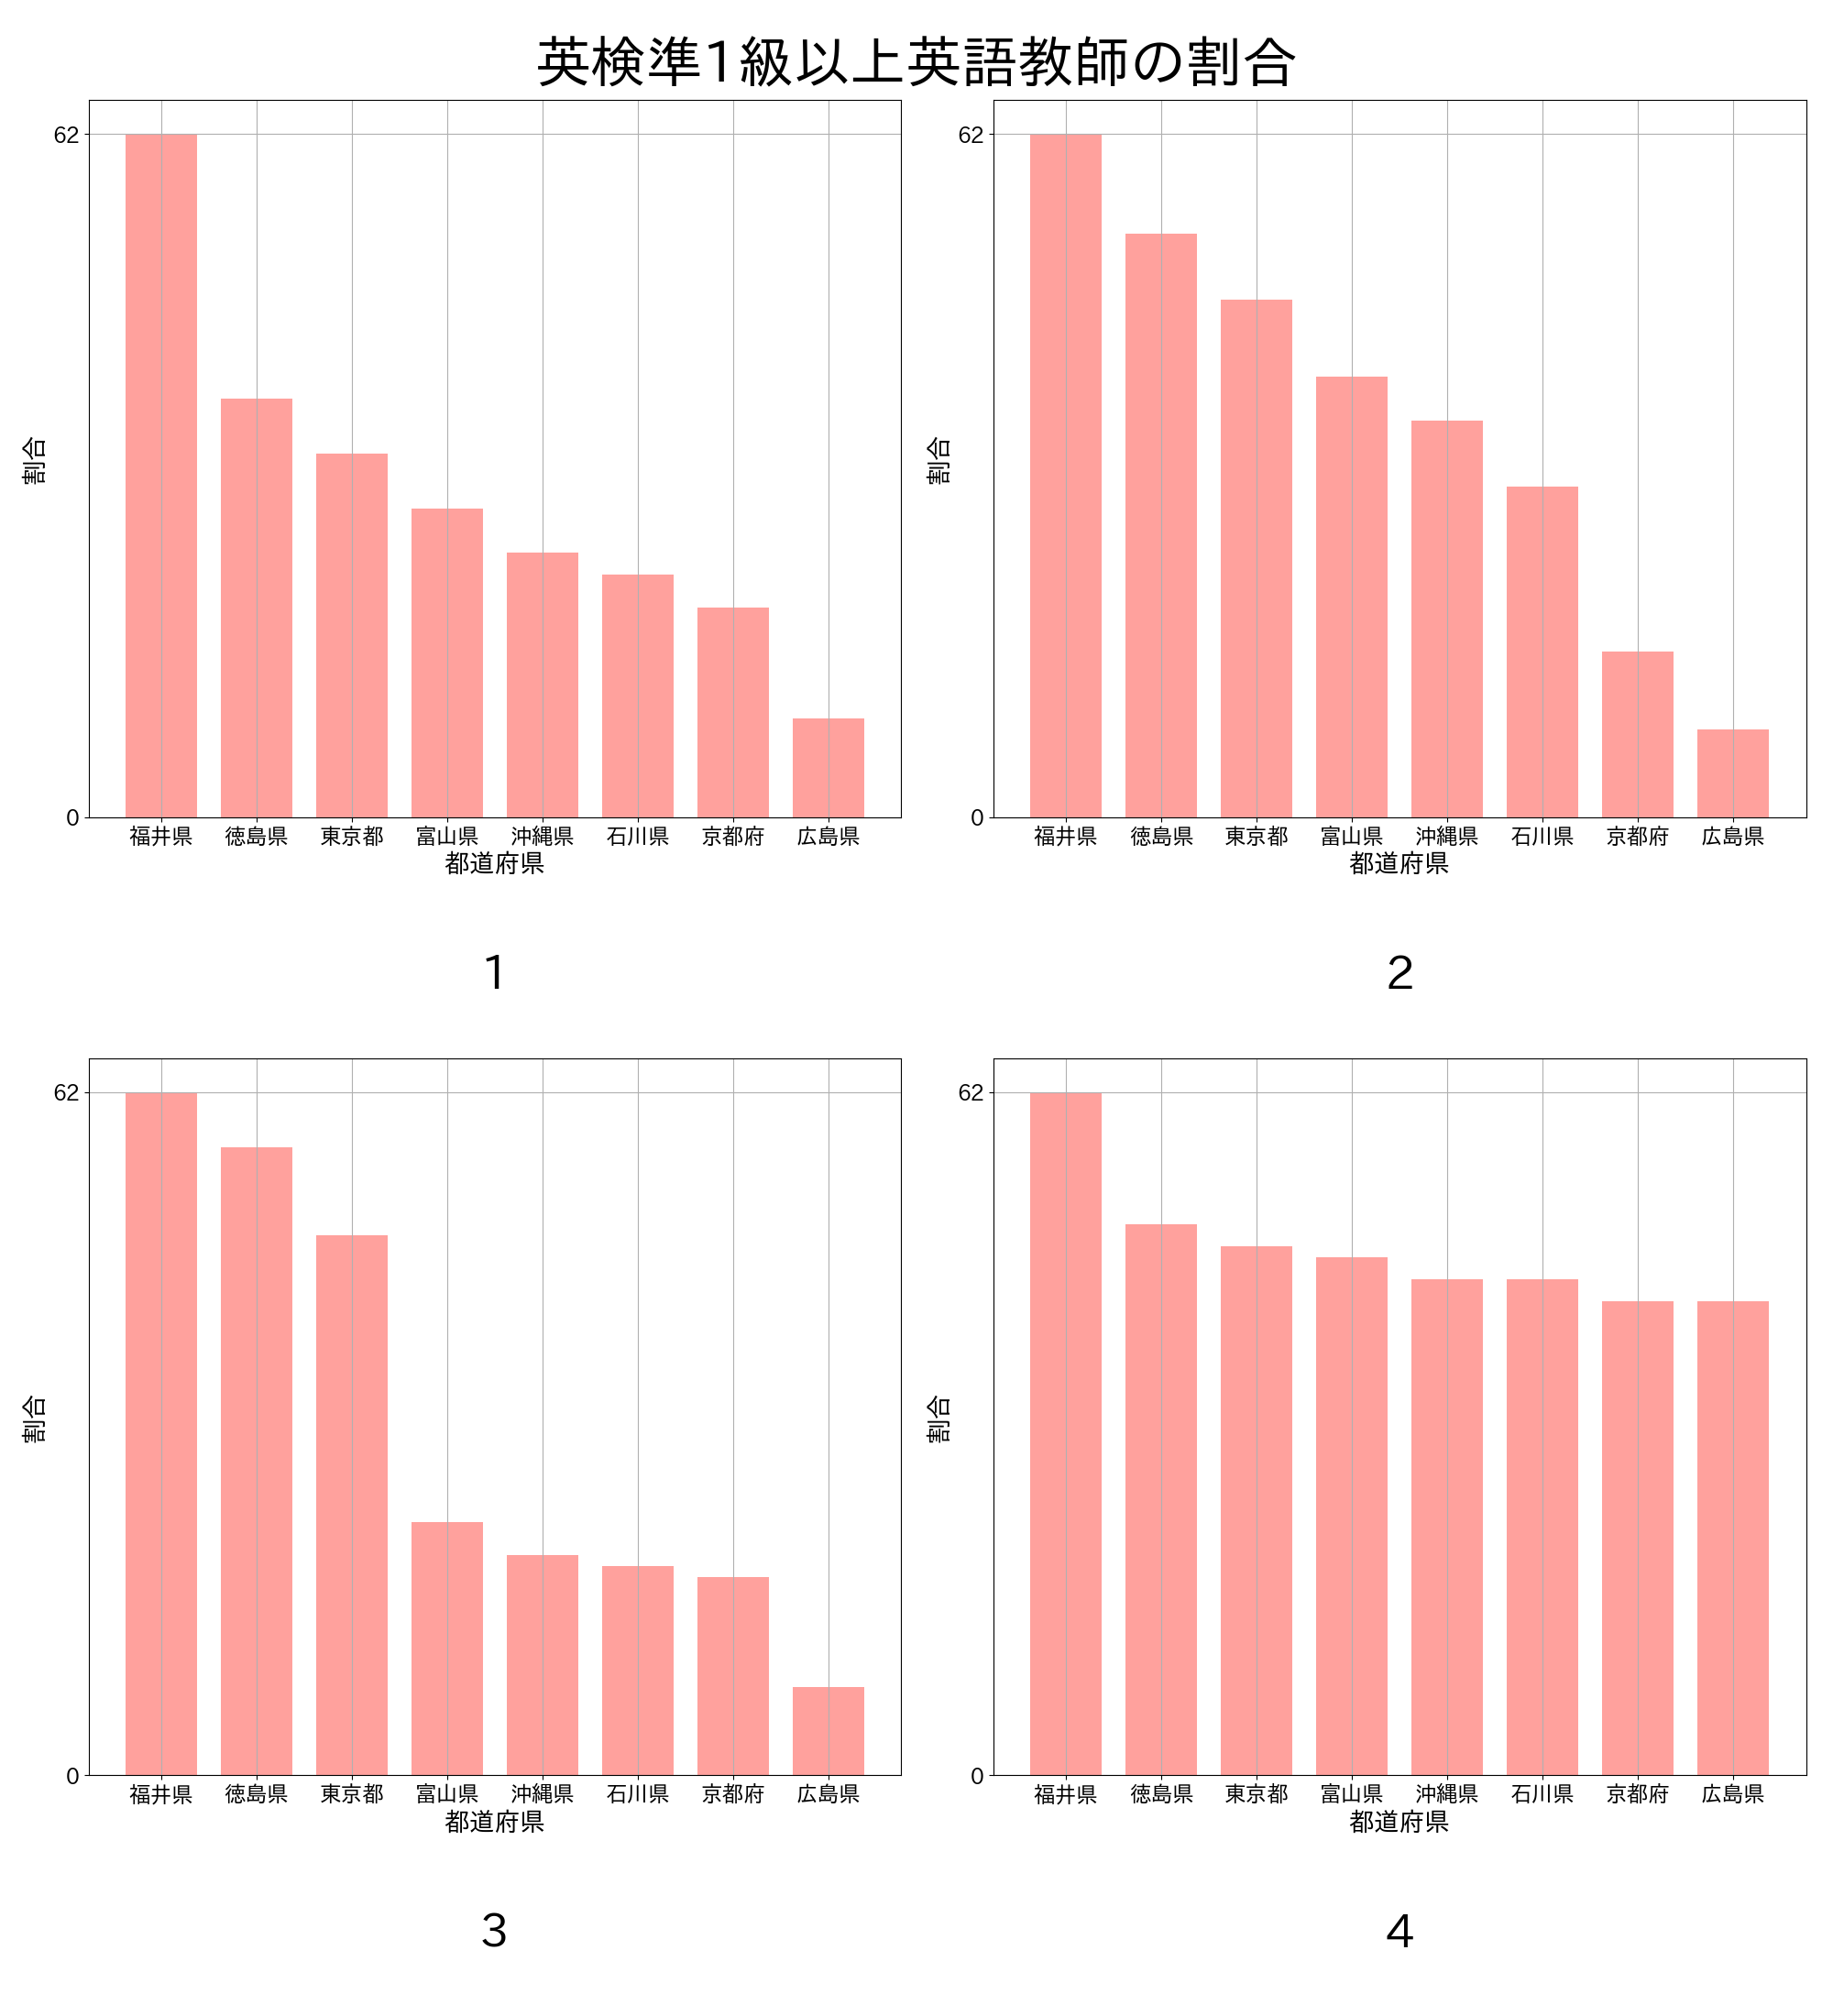 英検準1級以上英語教師の割合
62
0
割合
福井県 徳島県 東京都 富山県 沖縄県 石川県 京都府 広島県
都道府県
1
62
0
割合
福井県 徳島県 東京都 富山県 沖縄県 石川県 京都府 広島県
都道府県
2
62
0
割合
福井県 徳島県 東京都 富山県 沖縄県 石川県 京都府 広島県
都道府県
3
62
0
割合
福井県 徳島県 東京都 富山県 沖縄県 石川県 京都府 広島県
都道府県
4